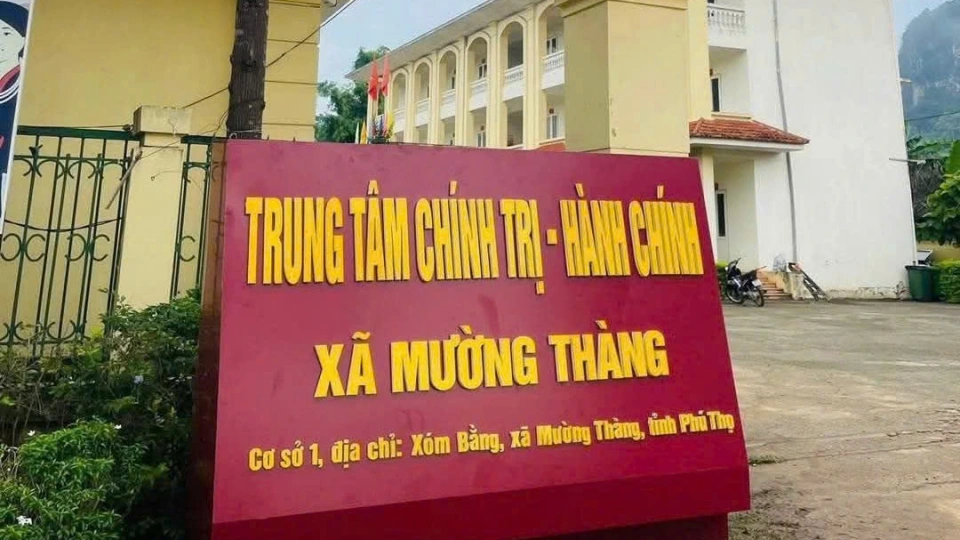 TRUNG TÂM CHÍNH TRỊ - HÀNH CHÍNH
XÃ MƯỜNG THÀNG
Cơ sở 1, địa chỉ: Xóm Bằng, xã Mường Thàng, tỉnh Phú Thọ